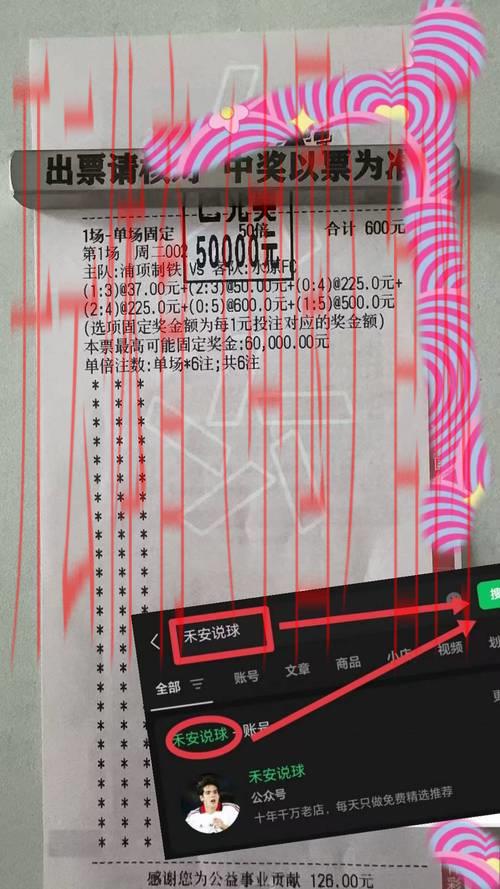 出票请核对 中奖以票为准
已兑奖
50000元
1场-单场固定 50倍 合计 600元
第1场 周二002
主队:浦项制铁 VS 客队:水原FC
(1:3)@37.00元+(2:3)@50.00元+(0:4)@225.0元+
(2:4)@225.0元+(0:5)@600.0元+(1:5)@500.0元
(选项固定奖金额为每1元投注对应的奖金额)
本票最高可能固定奖金:60,000.00元
单倍注数:单场*6注;共6注
禾安说球
搜
全部 账号 文章 商品 小店 视频
禾安说球 - 账号
禾安说球
公众号
十年千万老店，每天只做免费精选推荐
感谢您为公益事业贡献 126.00元